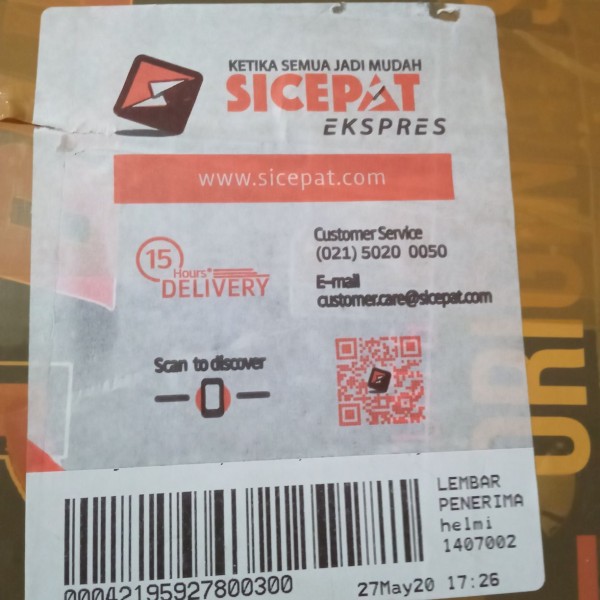 KETIKA SEMUA JADI MUDAH
SICEPAT
EKSPRES
www.sicepat.com
15
Hours*
DELIVERY
Customer Service
(021) 5020 0050
E-mail
customer.care@sicepat.com
Scan to discover
LEMBAR
PENERIMA
helmi
1407002
00042195927800300
27May20 17:26